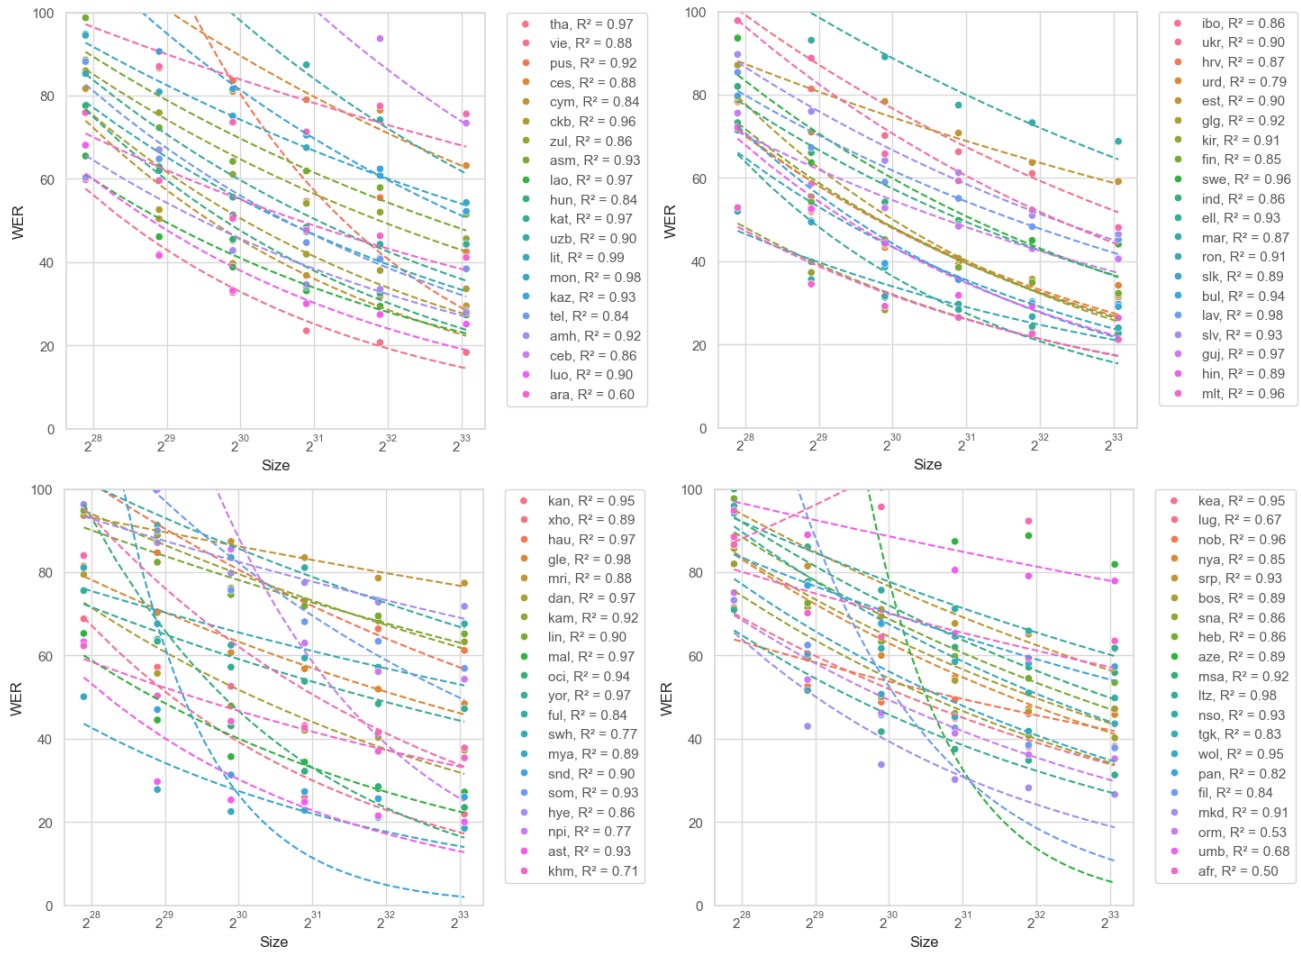 100
80
60
40
20
0
WER
2^28
2^29
2^30
2^31
2^32
2^33
Size
tha, R² = 0.97
vie, R² = 0.88
pus, R² = 0.92
ces, R² = 0.88
cym, R² = 0.84
ckb, R² = 0.96
zul, R² = 0.86
asm, R² = 0.93
lao, R² = 0.97
hun, R² = 0.84
kat, R² = 0.97
uzb, R² = 0.90
lit, R² = 0.99
mon, R² = 0.98
kaz, R² = 0.93
tel, R² = 0.84
amh, R² = 0.92
ceb, R² = 0.86
luo, R² = 0.90
ara, R² = 0.60
100
80
60
40
20
0
WER
2^28
2^29
2^30
2^31
2^32
2^33
Size
ibo, R² = 0.86
ukr, R² = 0.90
hrv, R² = 0.87
urd, R² = 0.79
est, R² = 0.90
glg, R² = 0.92
kir, R² = 0.91
fin, R² = 0.85
swe, R² = 0.96
ind, R² = 0.86
ell, R² = 0.93
mar, R² = 0.87
ron, R² = 0.91
slk, R² = 0.89
bul, R² = 0.94
lav, R² = 0.98
slv, R² = 0.93
guj, R² = 0.97
hin, R² = 0.89
mlt, R² = 0.96
100
80
60
40
20
0
WER
2^28
2^29
2^30
2^31
2^32
2^33
Size
kan, R² = 0.95
xho, R² = 0.89
hau, R² = 0.97
gle, R² = 0.98
mri, R² = 0.88
dan, R² = 0.97
kam, R² = 0.92
lin, R² = 0.90
mal, R² = 0.97
oci, R² = 0.94
yor, R² = 0.97
ful, R² = 0.84
swh, R² = 0.77
mya, R² = 0.89
snd, R² = 0.90
som, R² = 0.93
hye, R² = 0.86
npi, R² = 0.77
ast, R² = 0.93
khm, R² = 0.71
100
80
60
40
20
0
WER
2^28
2^29
2^30
2^31
2^32
2^33
Size
kea, R² = 0.95
lug, R² = 0.67
nob, R² = 0.96
nya, R² = 0.85
srp, R² = 0.93
bos, R² = 0.89
sna, R² = 0.86
heb, R² = 0.86
aze, R² = 0.89
msa, R² = 0.92
ltz, R² = 0.98
nso, R² = 0.93
tgk, R² = 0.83
wol, R² = 0.95
pan, R² = 0.82
fil, R² = 0.84
mkd, R² = 0.91
orm, R² = 0.53
umb, R² = 0.68
afr, R² = 0.50